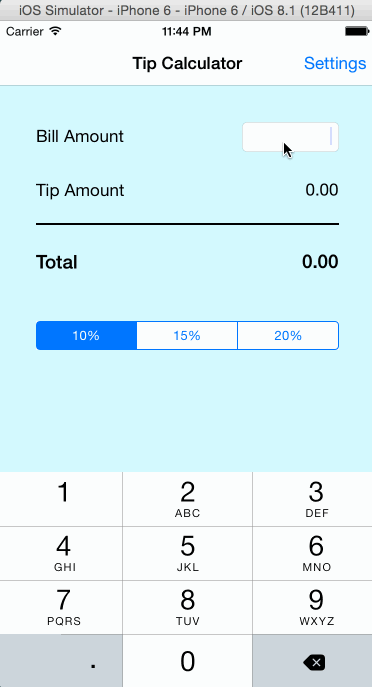 iOS Simulator - iPhone 6 - iPhone 6 / iOS 8.1 (12B411)
Carrier 11:44 PM
Tip Calculator Settings
Bill Amount
Tip Amount 0.00
Total 0.00
10% 15% 20%
1 2 3
ABC DEF
4 5 6
GHI JKL MNO
7 8 9
PQRS TUV WXYZ
. 0